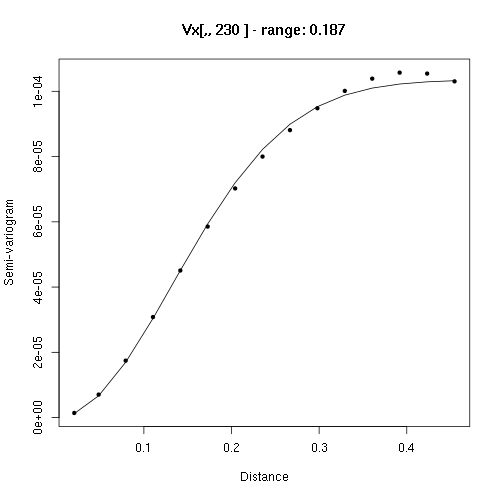 Vx[,, 230 ] - range: 0.187
Semi-variogram
1e-04
8e-05
6e-05
4e-05
2e-05
0e+00
0.1 0.2 0.3 0.4
Distance